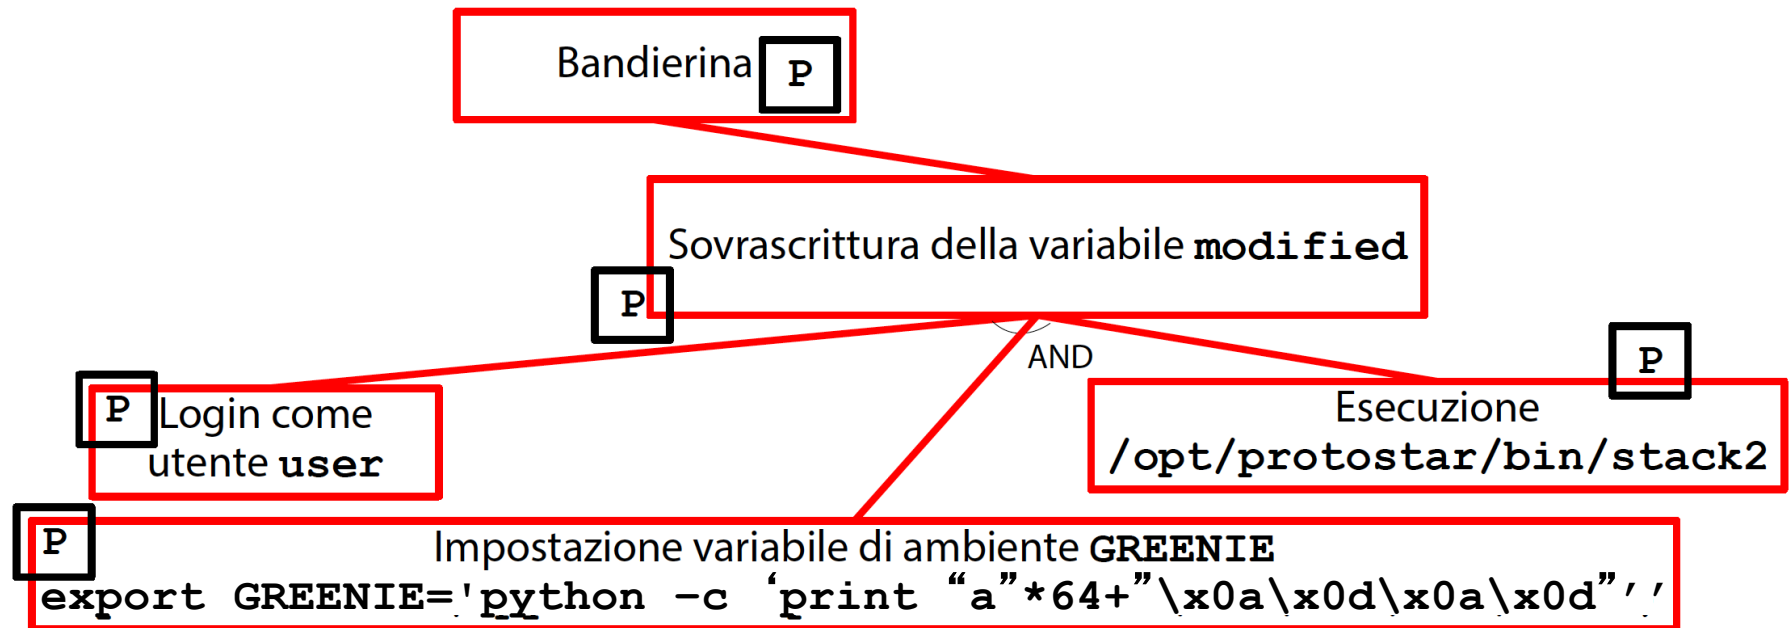 Bandierina P
Sovrascrittura della variabile modified
P
AND
P
P Login come
utente user
Esecuzione
/opt/protostar/bin/stack2
P
Impostazione variabile di ambiente GREENIE
export GREENIE='python –c ‘print “a”*64+”\x0a\x0d\x0a\x0d”’'